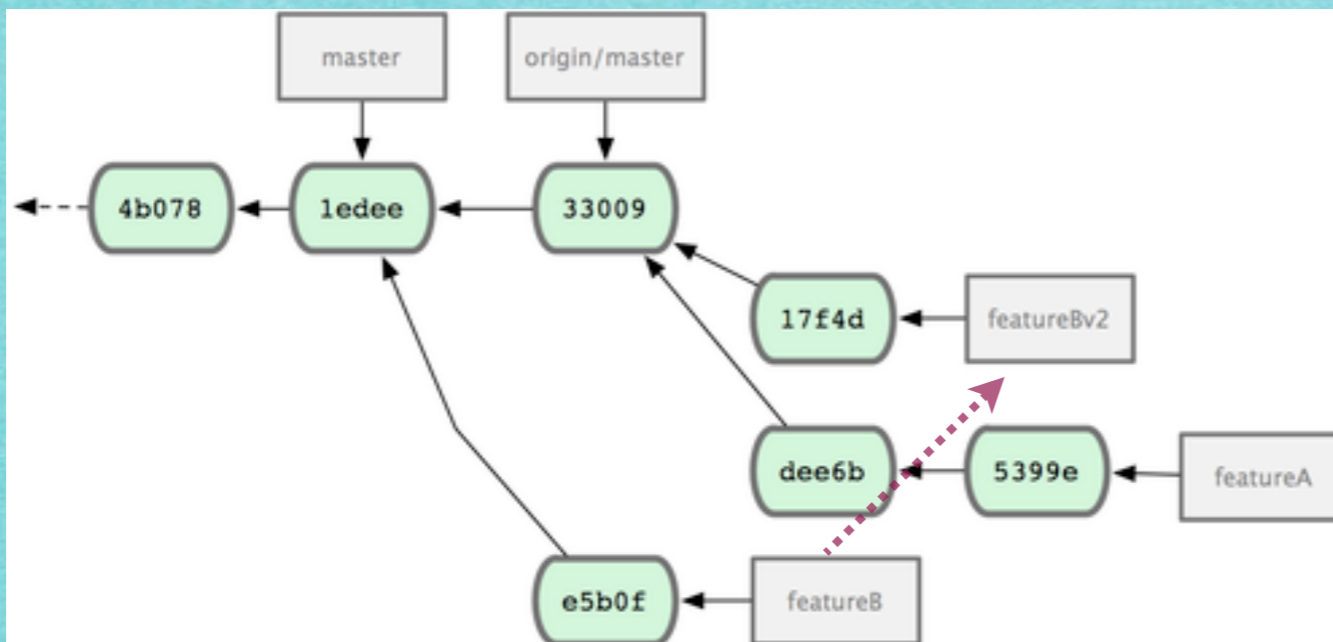 master
origin/master
4b078
1edee
33009
17f4d
featureBv2
dee6b
5399e
featureA
e5b0f
featureB